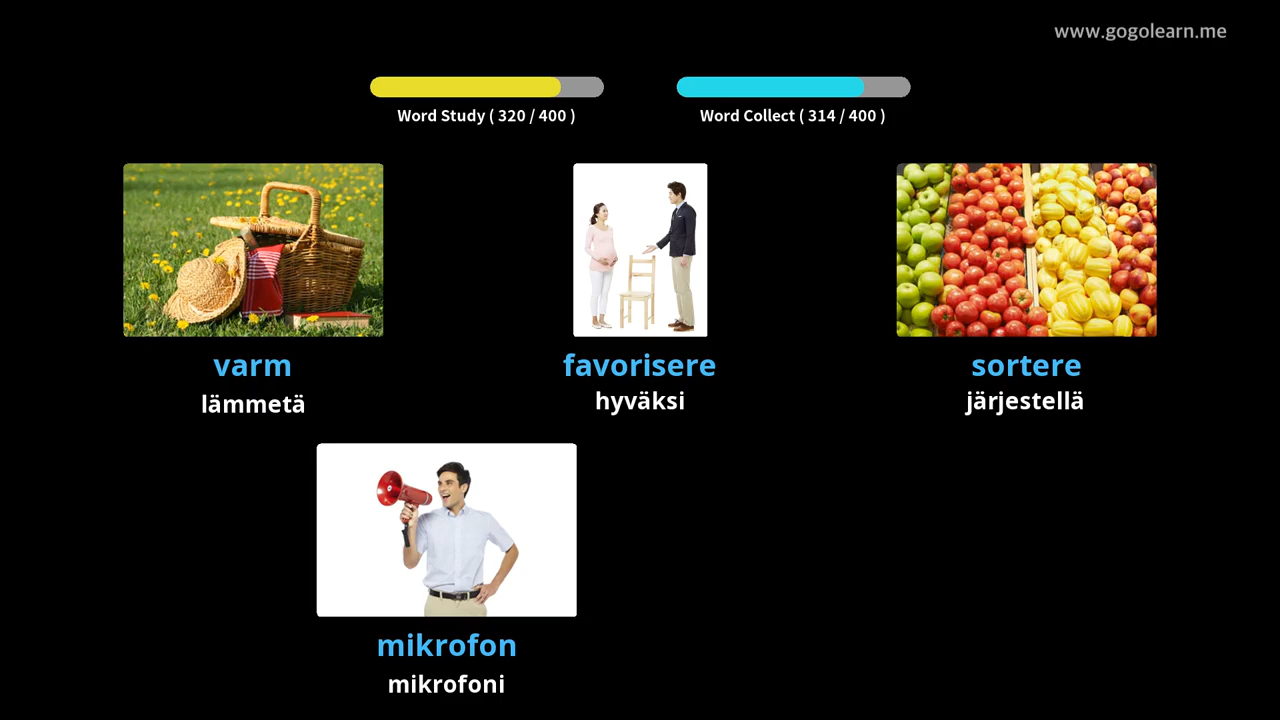 www.gogolearn.me
Word Study ( 320 / 400 )
Word Collect ( 314 / 400 )
varm
lämmetä
favorisere
hyväksi
sortere
järjestellä
mikrofon
mikrofoni